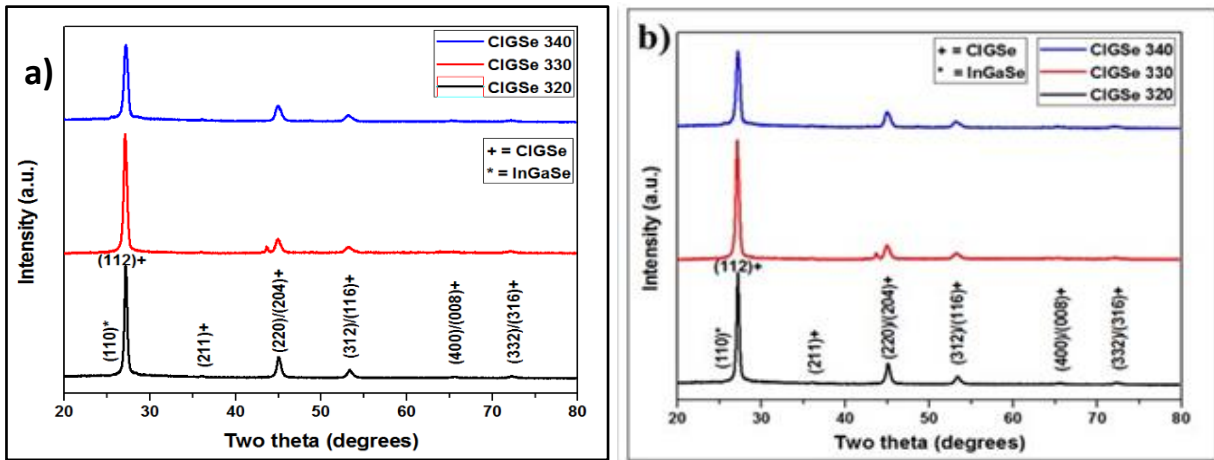 a)
CIGSe 340
CIGSe 330
CIGSe 320
+ = CIGSe
* = InGaSe
Intensity (a.u.)
(112)+
(110)*
(211)+
(220)/(204)+
(312)/(116)+
(400)/(008)+
(332)/(316)+
20 30 40 50 60 70 80
Two theta (degrees)
b)
+ = CIGSe
* = InGaSe
CIGSe 340
CIGSe 330
CIGSe 320
Intensity (a.u.)
(112)+
(110)*
(211)+
(220)/(204)+
(312)/(116)+
(400)/(008)+
(332)/(316)+
20 30 40 50 60 70 80
Two theta (degrees)